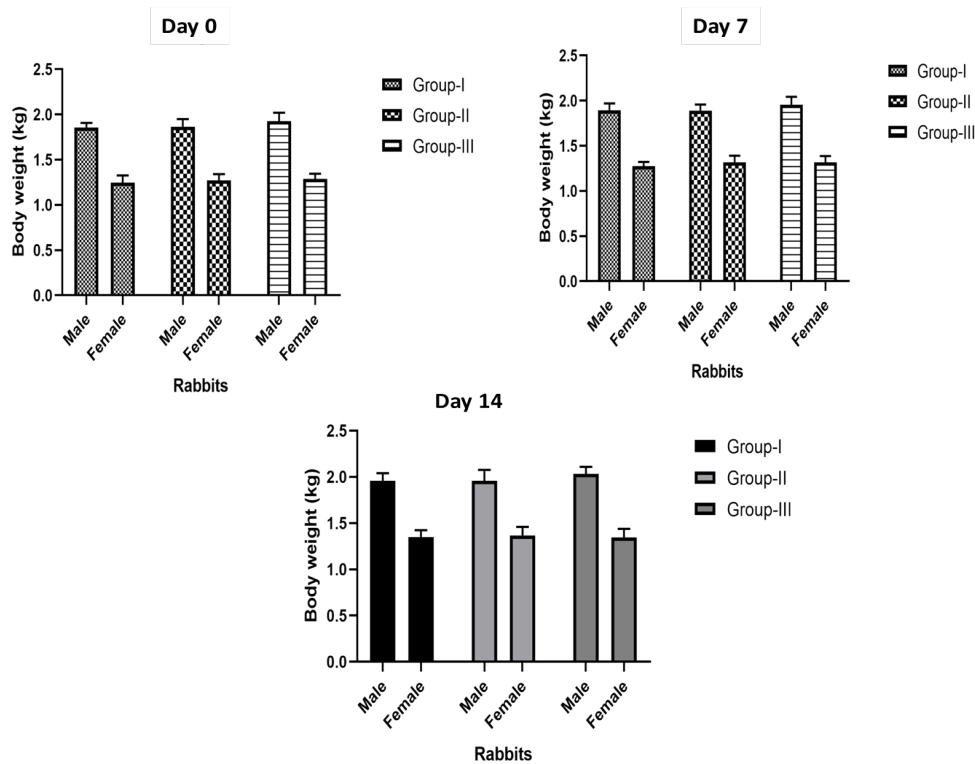 Day 0
Body weight (kg)
2.5
2.0
1.5
1.0
0.5
0.0
Male
Female
Male
Female
Male
Female
Rabbits
Group-I
Group-II
Group-III
Day 7
Body weight (kg)
2.5
2.0
1.5
1.0
0.5
0.0
Male
Female
Male
Female
Male
Female
Rabbits
Group-I
Group-II
Group-III
Day 14
Body weight (kg)
2.5
2.0
1.5
1.0
0.5
0.0
Male
Female
Male
Female
Male
Female
Rabbits
Group-I
Group-II
Group-III